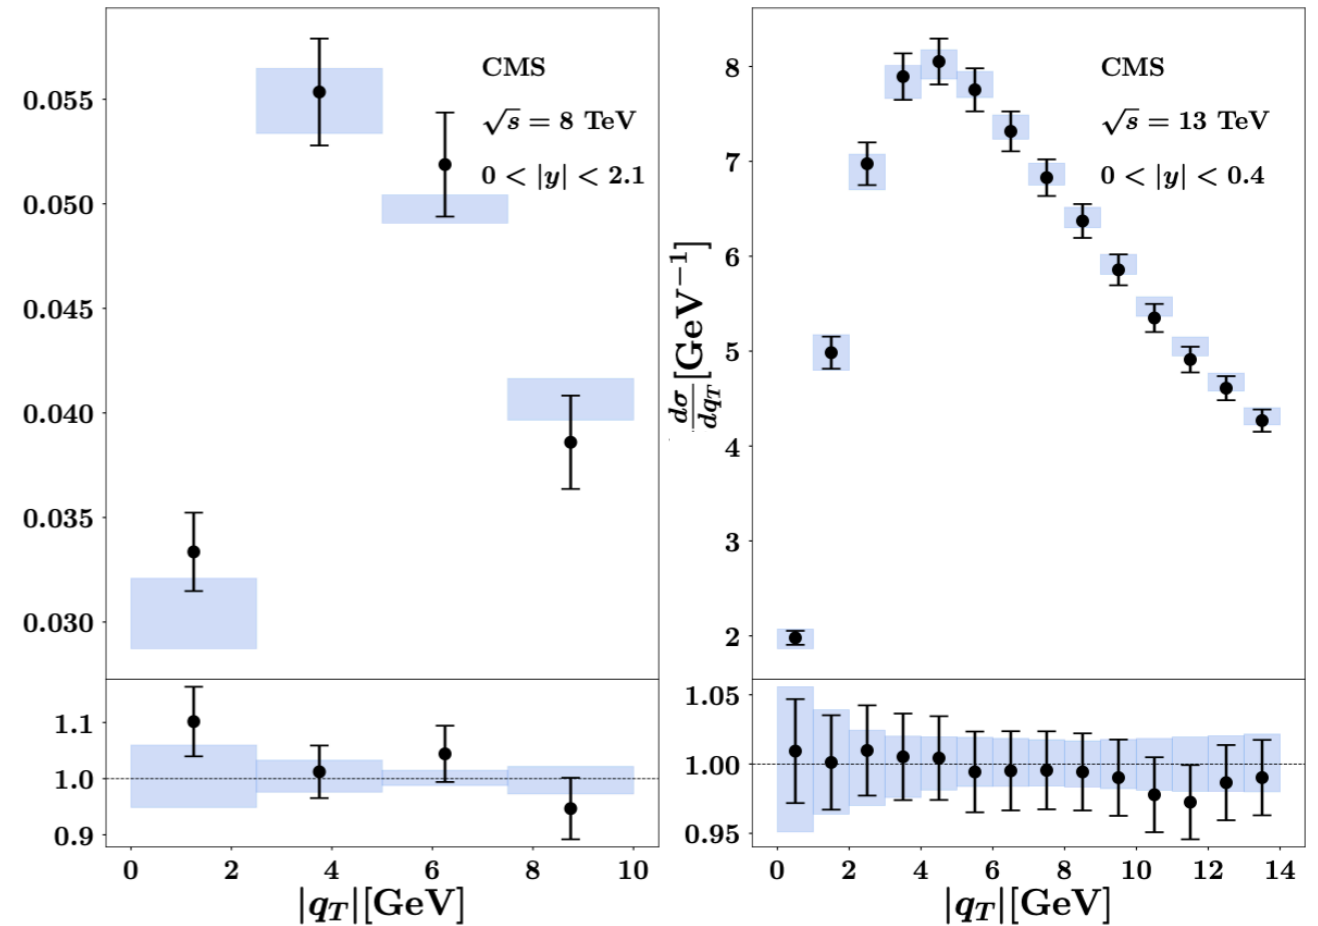 CMS
√s = 8 TeV
0 < |y| < 2.1
0.055
0.050
0.045
0.040
0.035
0.030
1.1
1.0
0.9
0 2 4 6 8 10
|q_T|[GeV]
dσ/dq_T [GeV⁻¹]
CMS
√s = 13 TeV
0 < |y| < 0.4
8
7
6
5
4
3
2
1.05
1.00
0.95
0 2 4 6 8 10 12 14
|q_T|[GeV]